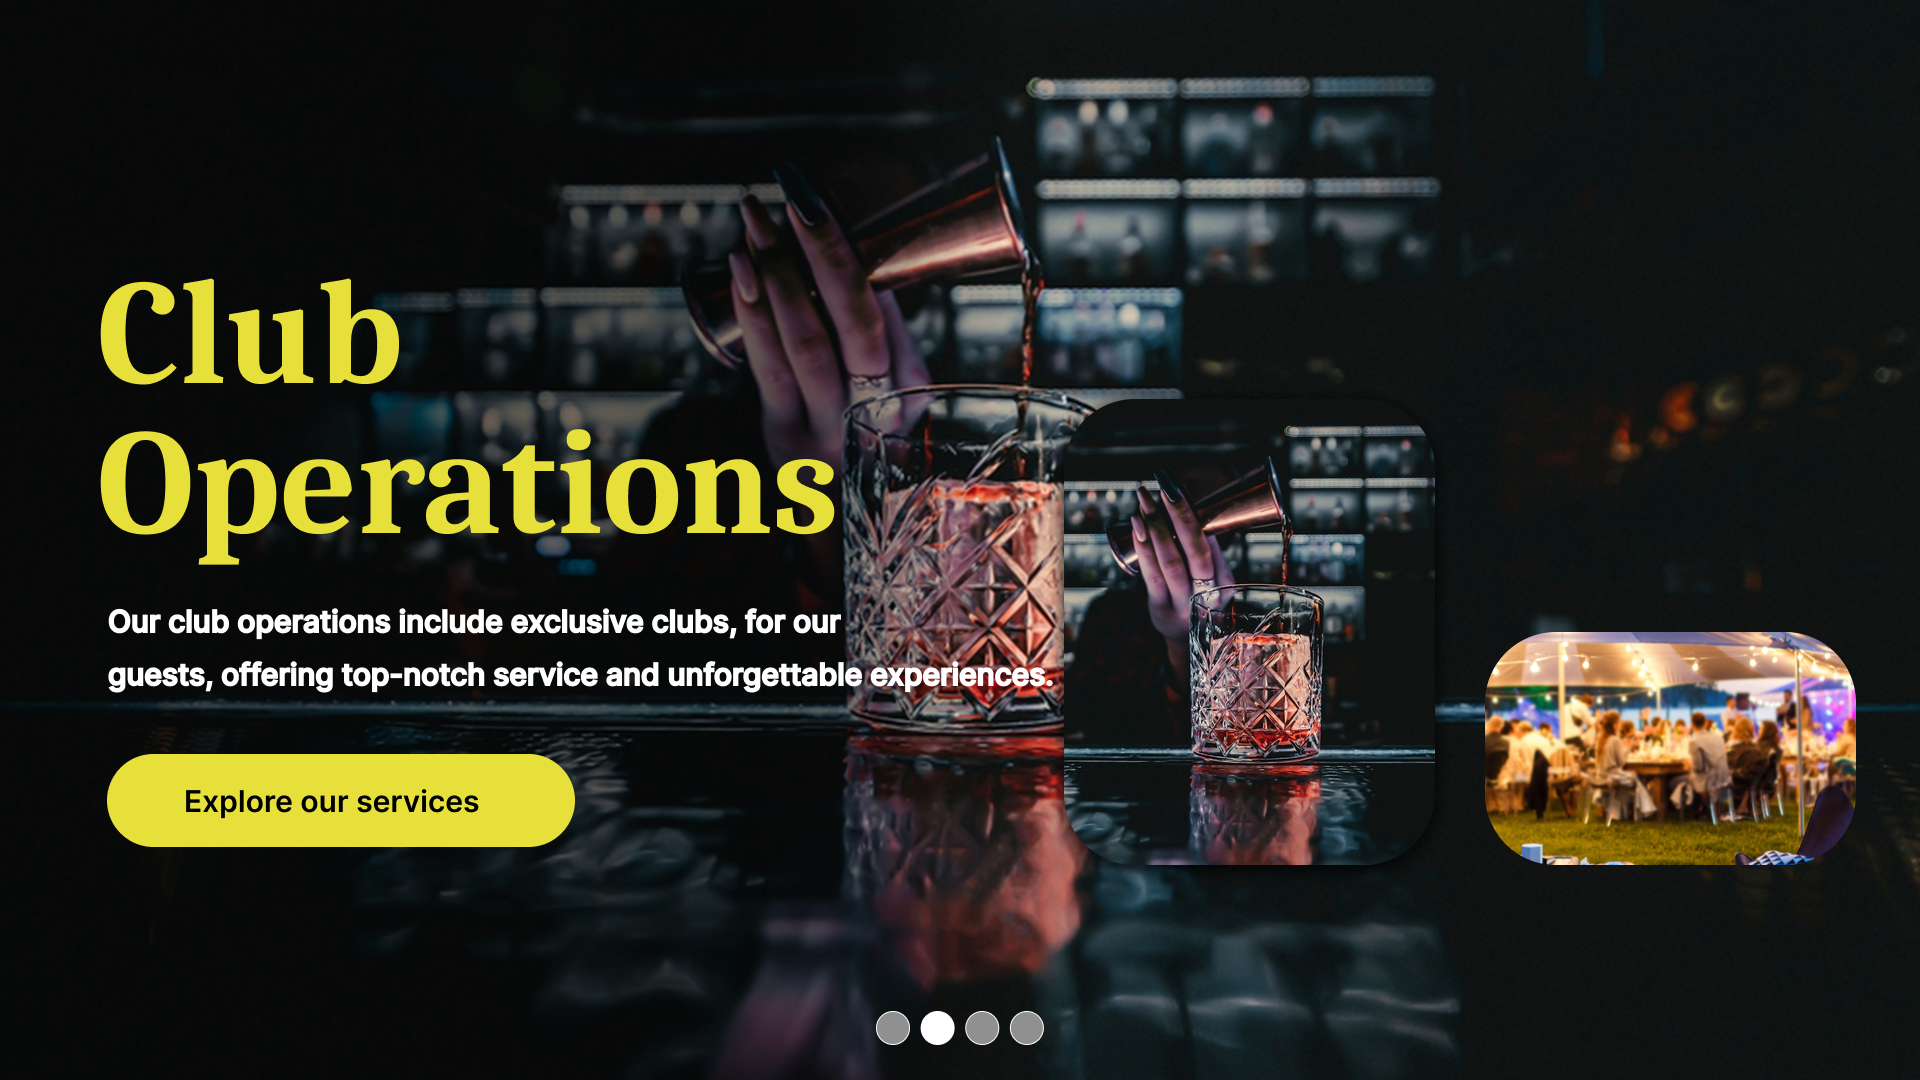 Club
Operations
Our club operations include exclusive clubs, for our
guests, offering top-notch service and unforgettable experiences.
Explore our services